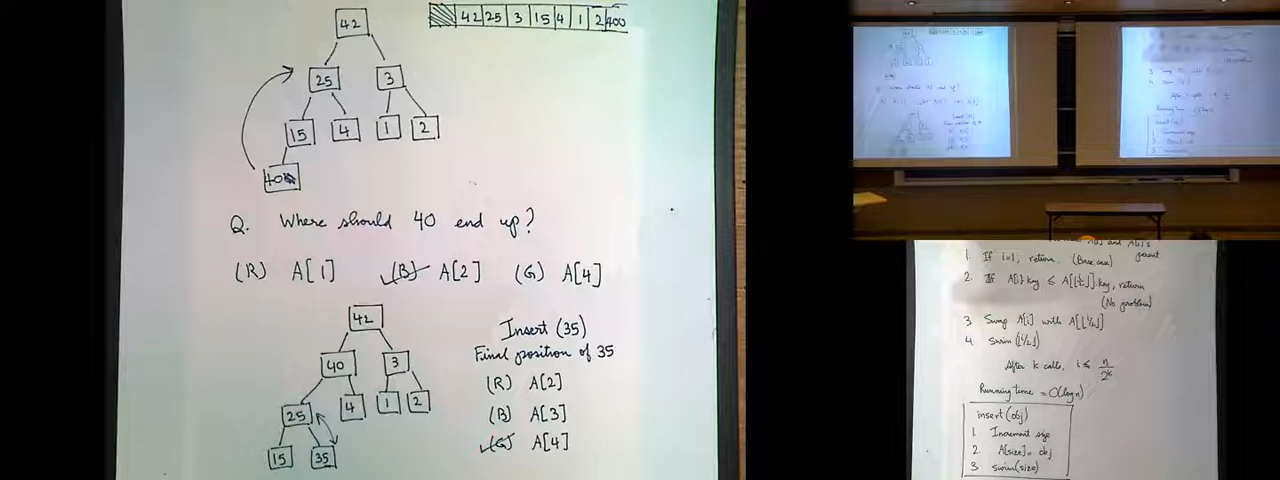 42
42 25 3 15 4 1 2 400
25 3
15 4 1 2
40
Q. Where should 40 end up?
(R) A[1] (B) A[2] (G) A[4]
42
40 3
25 4 1 2
15 35
Insert (35)
Final position of 35
(R) A[2]
(B) A[3]
(G) A[4]
parent
1. If i=1, return. (Base case)
2. If A[i].key ≤ A[⌊i/2⌋].key, return
(No problem)
3 Swap A[i] with A[⌊i/2⌋]
4. Swim (⌊i/2⌋)
After k calls, i ≤ n/2^k
Running time = O(log n)
insert (obj)
1. Increment size
2. A[size] = obj
3 swim(size)